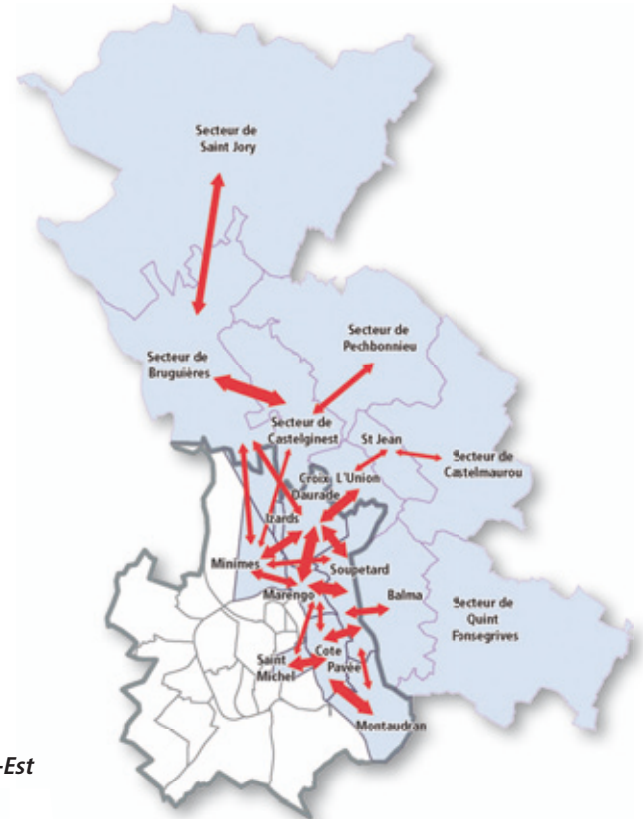 Secteur de
Saint Jory
Secteur de
Pechbonnieu
Secteur de
Bruguières
Secteur de
Castelginest
St Jean
Secteur de
Castelmaurou
Croix
Daurade
L'Union
Izards
Minimes
Soupetard
Marengo
Balma
Secteur de
Quint
Fonsegrives
Saint
Michel
Cote
Pavée
Montaudran
-Est